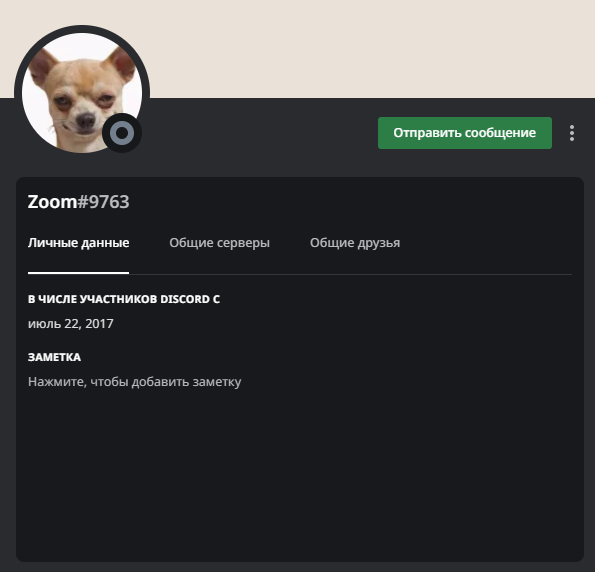 Отправить сообщение
Zoom#9763
Личные данные Общие серверы Общие друзья
В ЧИСЛЕ УЧАСТНИКОВ DISCORD С
июль 22, 2017
ЗАМЕТКА
Нажмите, чтобы добавить заметку